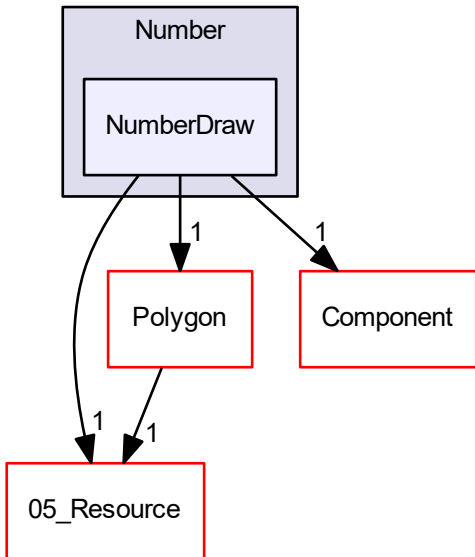 Number
NumberDraw
1
1
Polygon
Component
1
1
05_Resource